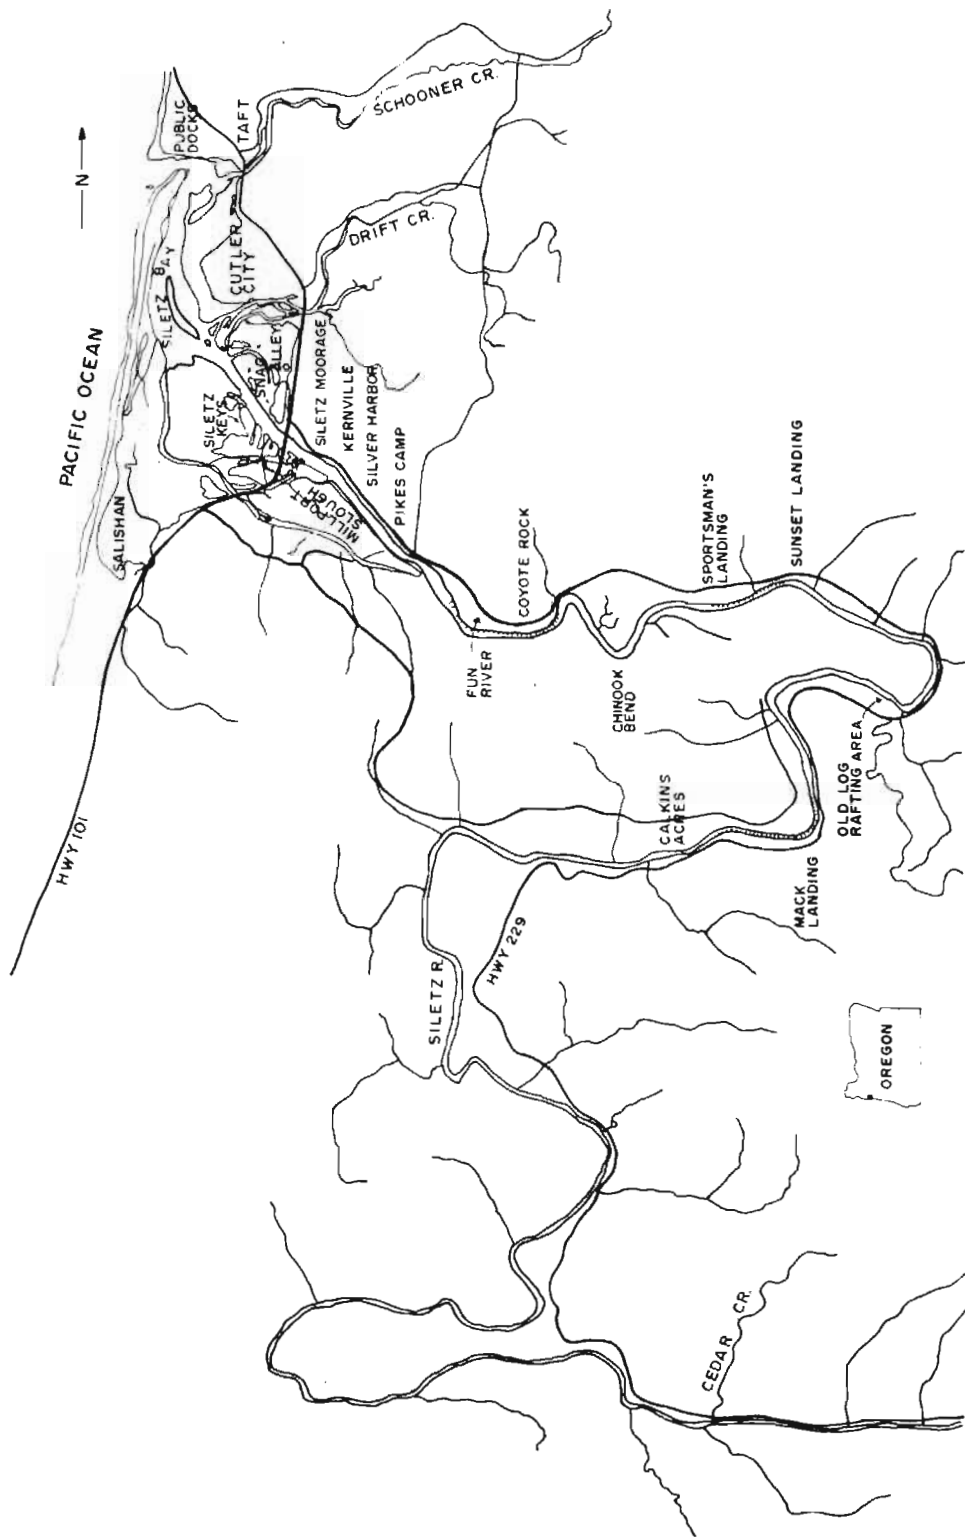 N
PACIFIC OCEAN
PUBLIC
DOCKS
TAFT
SCHOONER CR.
SILETZ BAY
CUTLER
CITY
DRIFT CR.
SALISHAN
SILETZ
KEYS
SNAG
ALLEY
SILETZ MOORAGE
KERNVILLE
SILVER HARBOR
PIKES CAMP
MILLPORT
SLOUGH
COYOTE ROCK
FUN
RIVER
SPORTSMAN'S
LANDING
SUNSET LANDING
CHINOOK
BEND
HWY 101
CALKINS
ACRES
OLD LOG
RAFTING AREA
MACK
LANDING
HWY 229
SILETZ R.
OREGON
CEDAR CR.